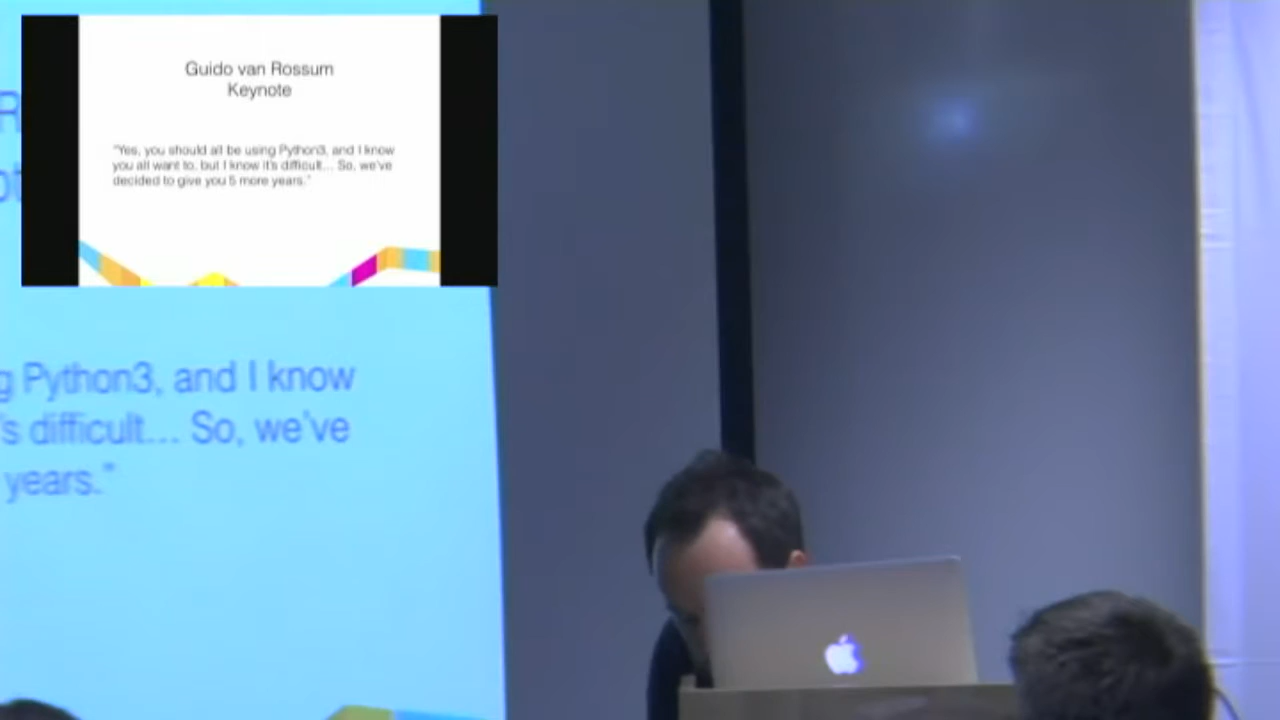 Guido van Rossum
Keynote
"Yes, you should all be using Python3, and I know
you all want to, but I know it's difficult... So, we've
decided to give you 5 more years."
R
ot
g Python3, and I know
's difficult... So, we've
years."